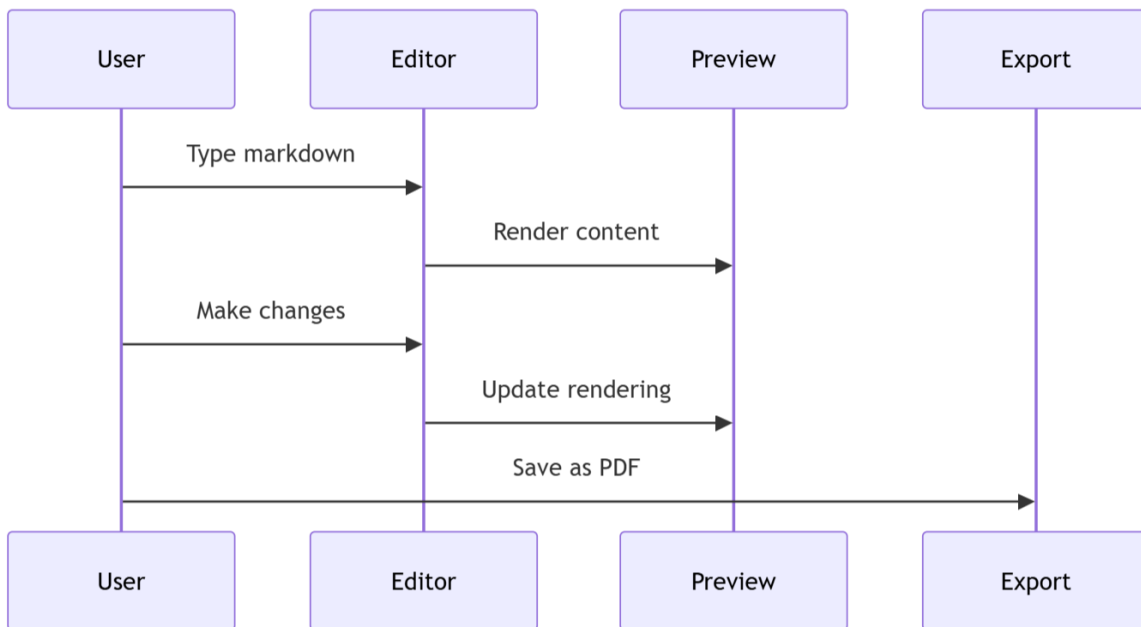 User Editor Preview Export
Type markdown
Render content
Make changes
Update rendering
Save as PDF
User Editor Preview Export